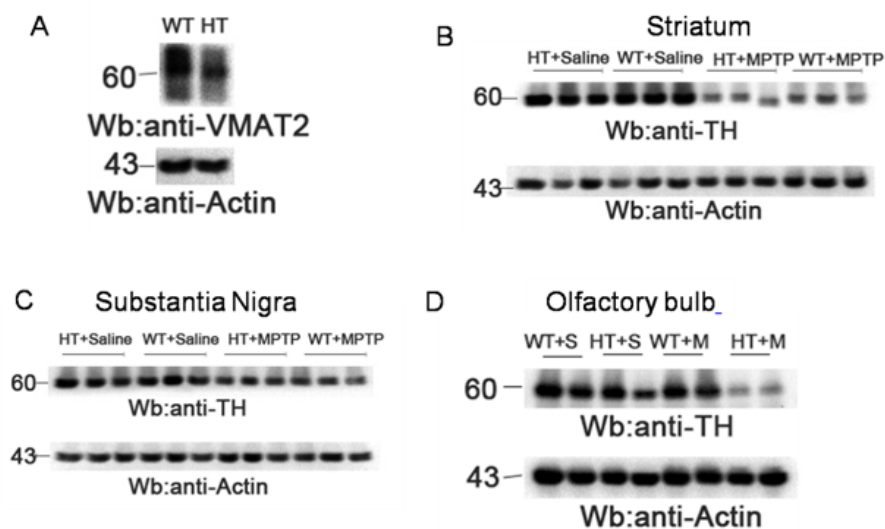 A
WT HT
60
Wb:anti-VMAT2
43
Wb:anti-Actin
B
Striatum
HT+Saline WT+Saline HT+MPTP WT+MPTP
60
Wb:anti-TH
43
Wb:anti-Actin
C
Substantia Nigra
HT+Saline WT+Saline HT+MPTP WT+MPTP
60
Wb:anti-TH
43
Wb:anti-Actin
D
Olfactory bulb
WT+S HT+S WT+M HT+M
60
Wb:anti-TH
43
Wb:anti-Actin